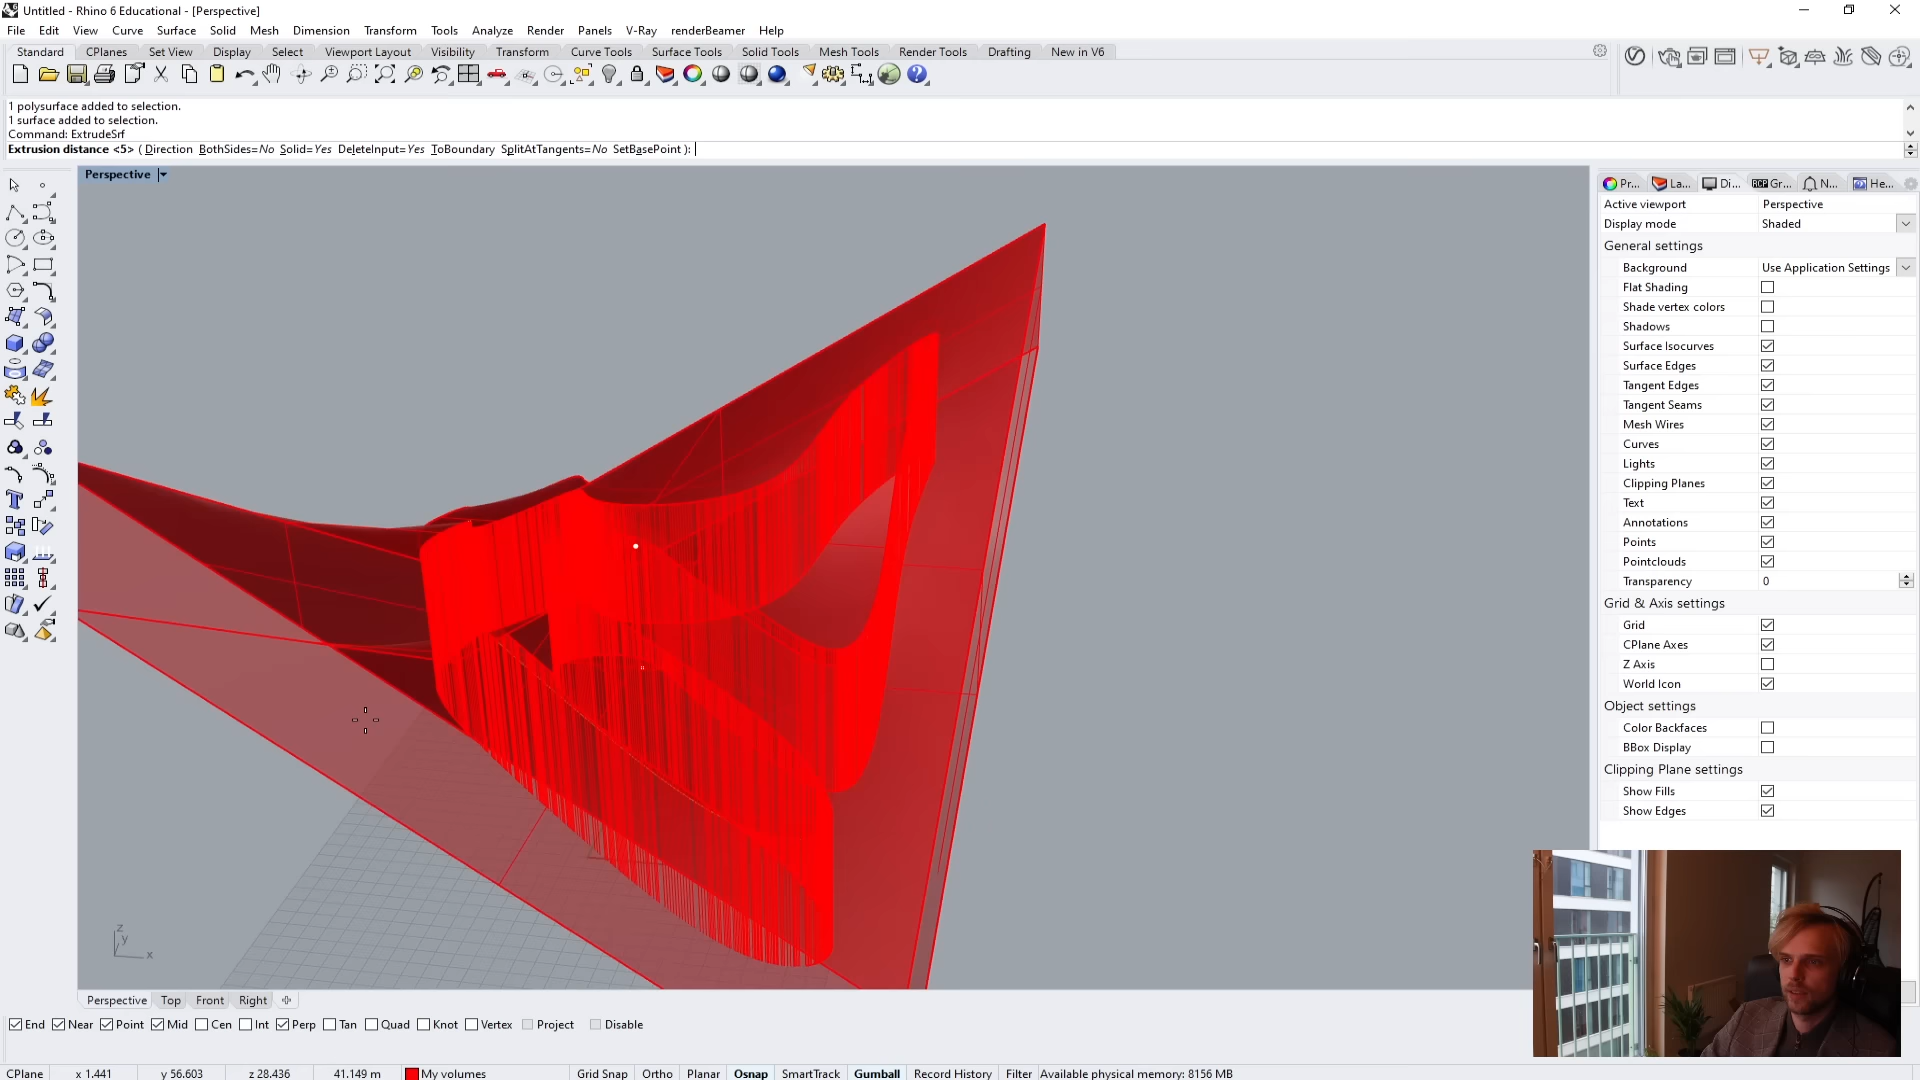 Untitled - Rhino 6 Educational - [Perspective]
File Edit View Curve Surface Solid Mesh Dimension Transform Tools Analyze Render Panels V-Ray renderBeamer Help
Standard CPlanes Set View Display Select Viewport Layout Visibility Transform Curve Tools Surface Tools Solid Tools Mesh Tools Render Tools Drafting New in V6
1 polysurface added to selection.
1 surface added to selection.
Command: ExtrudeSrf
Extrusion distance <5> ( Direction BothSides=No Solid=Yes DeleteInput=Yes ToBoundary SplitAtTangents=No SetBasePoint ):
Perspective
Pr... La... Di... Gr... N... He...
Active viewport Perspective
Display mode Shaded
General settings
Background Use Application Settings
Flat Shading
Shade vertex colors
Shadows
Surface Isocurves
Surface Edges
Tangent Edges
Tangent Seams
Mesh Wires
Curves
Lights
Clipping Planes
Text
Annotations
Points
Pointclouds
Transparency 0
Grid & Axis settings
Grid
CPlane Axes
Z Axis
World Icon
Object settings
Color Backfaces
BBox Display
Clipping Plane settings
Show Fills
Show Edges
z
y
x
Perspective Top Front Right
End Near Point Mid Cen Int Perp Tan Quad Knot Vertex Project Disable
CPlane x 1.441 y 56.603 z 28.436 41.149 m My volumes Grid Snap Ortho Planar Osnap SmartTrack Gumball Record History Filter Available physical memory: 8156 MB